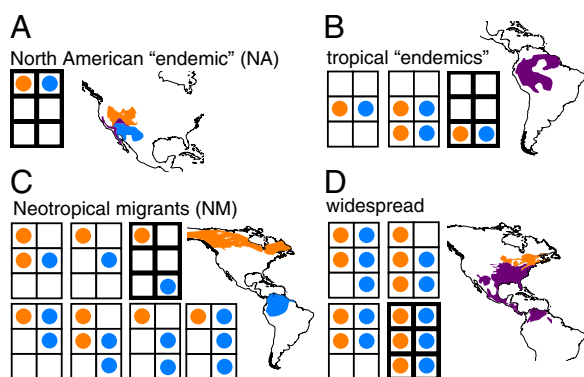 A
North American “endemic” (NA)
B
tropical “endemics”
C
Neotropical migrants (NM)
D
widespread